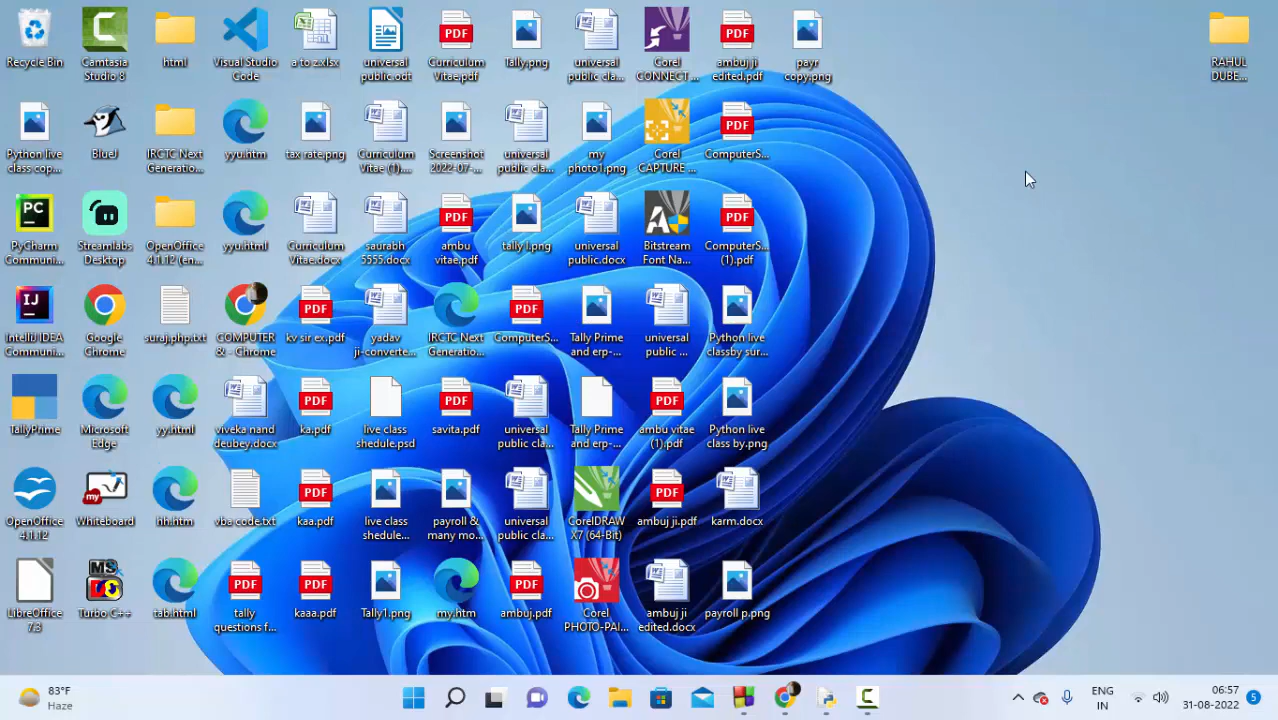 Recycle Bin
Camtasia
Studio 8
html
Visual Studio
Code
a to z.xlsx
universal
public.odt
Curriculum
Vitae.pdf
Tally.png
universal
public cla...
Corel
CONNECT ...
ambuj ji
edited.pdf
payr
copy.png
RAHUL
DUBE...
Python live
class cop...
BlueJ
IRCTC Next
Generatio...
yyu.htm
tax rate.png
Curriculum
Vitae (1)....
Screenshot
2022-07-...
universal
public cla...
my
photo1.png
Corel
CAPTURE ...
ComputerS...
PyCharm
Communi...
Streamlabs
Desktop
OpenOffice
4.1.12 (en...
yyu.html
Curriculum
Vitae.docx
saurabh
5555.docx
ambu
vitae.pdf
tally l.png
universal
public.docx
Bitstream
Font Na...
ComputerS...
(1).pdf
IntelliJ IDEA
Communi...
Google
Chrome
suraj.php.txt
COMPUTER
& - Chrome
kv sir ex.pdf
yadav
ji-converte...
IRCTC Next
Generatio...
ComputerS...
Tally Prime
and erp-...
universal
public ...
Python live
classby sur...
TallyPrime
Microsoft
Edge
yy.html
viveka nand
deubey.docx
ka.pdf
live class
shedule.psd
savita.pdf
universal
public cla...
Tally Prime
and erp-...
ambu vitae
(1).pdf
Python live
class by.png
OpenOffice
4.1.12
Whiteboard
hh.htm
vba code.txt
kaa.pdf
live class
shedule...
payroll &
many mo...
universal
public cla...
CorelDRAW
X7 (64-Bit)
ambuj ji.pdf
karm.docx
LibreOffice
7.3
Turbo C++
tab.html
tally
questions f...
kaaa.pdf
Tally1.png
my.htm
ambuj.pdf
Corel
PHOTO-PAI...
ambuj ji
edited.docx
payroll p.png
83°F
Haze
ENG
IN
06:57
31-08-2022
5